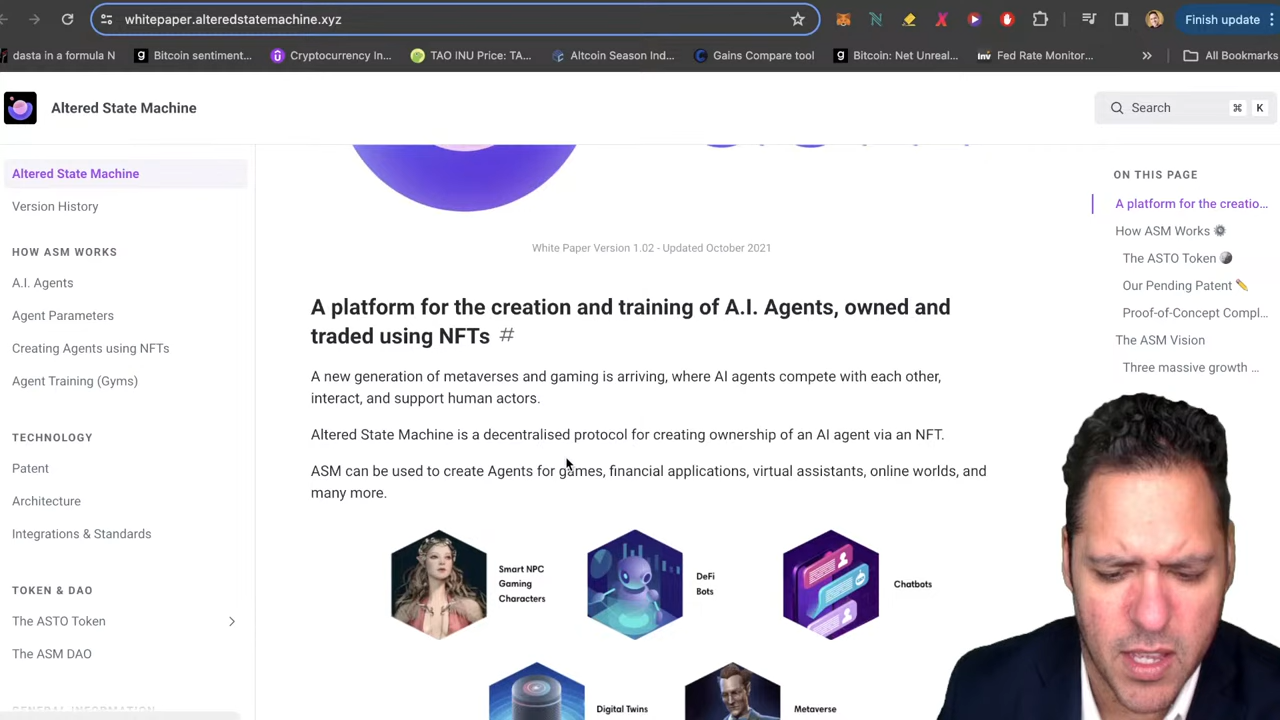 whitepaper.alteredstatemachine.xyz
Finish update
dasta in a formula N
Bitcoin sentiment...
Cryptocurrency In...
TAO INU Price: TA...
Altcoin Season Ind...
Gains Compare tool
Bitcoin: Net Unreal...
Fed Rate Monitor...
»
All Bookmarks
Altered State Machine
Search
⌘
K
Altered State Machine
Version History
HOW ASM WORKS
A.I. Agents
Agent Parameters
Creating Agents using NFTs
Agent Training (Gyms)
TECHNOLOGY
Patent
Architecture
Integrations & Standards
TOKEN & DAO
The ASTO Token
The ASM DAO
GENERAL INFORMATION
White Paper Version 1.02 - Updated October 2021
A platform for the creation and training of A.I. Agents, owned and
traded using NFTs #
A new generation of metaverses and gaming is arriving, where AI agents compete with each other,
interact, and support human actors.
Altered State Machine is a decentralised protocol for creating ownership of an AI agent via an NFT.
ASM can be used to create Agents for games, financial applications, virtual assistants, online worlds, and
many more.
Smart NPC
Gaming
Characters
DeFi
Bots
Chatbots
Digital Twins
Metaverse
ON THIS PAGE
A platform for the creatio...
How ASM Works
The ASTO Token
Our Pending Patent
Proof-of-Concept Compl...
The ASM Vision
Three massive growth ...